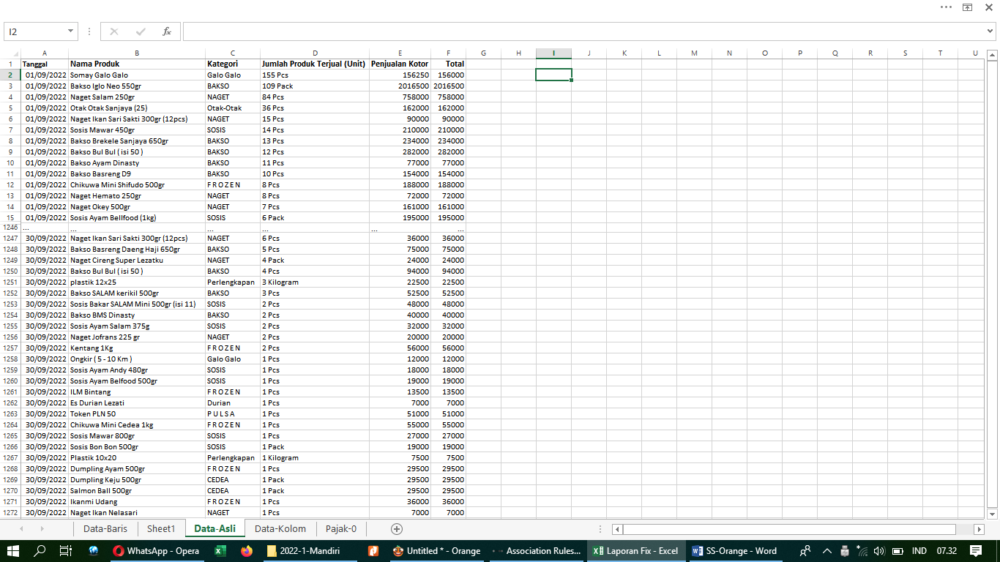 I2
fx
A B C D E F G H I J K L M N O P Q R S T U
1 Tanggal Nama Produk Kategori Jumlah Produk Terjual (Unit) Penjualan Kotor Total
2 01/09/2022 Somay Galo Galo Galo Galo 155 Pcs 156250 156000
3 01/09/2022 Bakso Iglo Neo 550gr BAKSO 109 Pack 2016500 2016500
4 01/09/2022 Naget Salam 250gr NAGET 84 Pcs 758000 758000
5 01/09/2022 Otak Otak Sanjaya (25) Otak-Otak 36 Pcs 162000 162000
6 01/09/2022 Naget Ikan Sari Sakti 300gr (12pcs) NAGET 15 Pcs 90000 90000
7 01/09/2022 Sosis Mawar 450gr SOSIS 14 Pcs 210000 210000
8 01/09/2022 Bakso Brekele Sanjaya 650gr BAKSO 13 Pcs 234000 234000
9 01/09/2022 Bakso Bul Bul ( isi 50 ) BAKSO 12 Pcs 282000 282000
10 01/09/2022 Bakso Ayam Dinasty BAKSO 11 Pcs 77000 77000
11 01/09/2022 Bakso Basreng D9 BAKSO 10 Pcs 154000 154000
12 01/09/2022 Chikuwa Mini Shifudo 500gr F R O Z E N 8 Pcs 188000 188000
13 01/09/2022 Naget Hemato 250gr NAGET 8 Pcs 72000 72000
14 01/09/2022 Naget Okey 500gr NAGET 7 Pcs 161000 161000
15 01/09/2022 Sosis Ayam Bellfood (1kg) SOSIS 6 Pack 195000 195000
1246 ... ... ... ... ... ...
1247 30/09/2022 Naget Ikan Sari Sakti 300gr (12pcs) NAGET 6 Pcs 36000 36000
1248 30/09/2022 Bakso Basreng Daeng Haji 650gr BAKSO 5 Pcs 75000 75000
1249 30/09/2022 Naget Cireng Super Lezatku NAGET 4 Pack 24000 24000
1250 30/09/2022 Bakso Bul Bul ( isi 50 ) BAKSO 4 Pcs 94000 94000
1251 30/09/2022 plastik 12x25 Perlengkapan 3 Kilogram 22500 22500
1252 30/09/2022 Bakso SALAM kerikil 500gr BAKSO 3 Pcs 52500 52500
1253 30/09/2022 Sosis Bakar SALAM Mini 500gr (isi 11) SOSIS 2 Pcs 48000 48000
1254 30/09/2022 Bakso BMS Dinasty BAKSO 2 Pcs 40000 40000
1255 30/09/2022 Sosis Ayam Salam 375g SOSIS 2 Pcs 32000 32000
1256 30/09/2022 Naget Jofrans 225 gr NAGET 2 Pcs 20000 20000
1257 30/09/2022 Kentang 1Kg F R O Z E N 2 Pcs 56000 56000
1258 30/09/2022 Ongkir ( 5 - 10 Km ) Galo Galo 1 Pcs 12000 12000
1259 30/09/2022 Sosis Ayam Andy 480gr SOSIS 1 Pcs 18000 18000
1260 30/09/2022 Sosis Ayam Belfood 500gr SOSIS 1 Pcs 19000 19000
1261 30/09/2022 ILM Bintang F R O Z E N 1 Pcs 13500 13500
1262 30/09/2022 Es Durian Lezati Durian 1 Pcs 7000 7000
1263 30/09/2022 Token PLN 50 P U L S A 1 Pcs 51000 51000
1264 30/09/2022 Chikuwa Mini Cedea 1kg F R O Z E N 1 Pcs 55000 55000
1265 30/09/2022 Sosis Mawar 800gr SOSIS 1 Pcs 27000 27000
1266 30/09/2022 Sosis Bon Bon 500gr SOSIS 1 Pack 19000 19000
1267 30/09/2022 Plastik 10x20 Perlengkapan 1 Kilogram 7500 7500
1268 30/09/2022 Dumpling Ayam 500gr F R O Z E N 1 Pcs 29500 29500
1269 30/09/2022 Dumpling Keju 500gr CEDEA 1 Pack 29500 29500
1270 30/09/2022 Salmon Ball 500gr CEDEA 1 Pack 29500 29500
1271 30/09/2022 Ikanmi Udang F R O Z E N 1 Pcs 36000 36000
1272 30/09/2022 Naget Ikan Nelasari NAGET 1 Pcs 7000 7000
Data-Baris Sheet1 Data-Asli Data-Kolom Pajak-0
WhatsApp - Opera 2022-1-Mandiri Untitled * - Orange Association Rules... Laporan Fix - Excel SS-Orange - Word IND 07.32